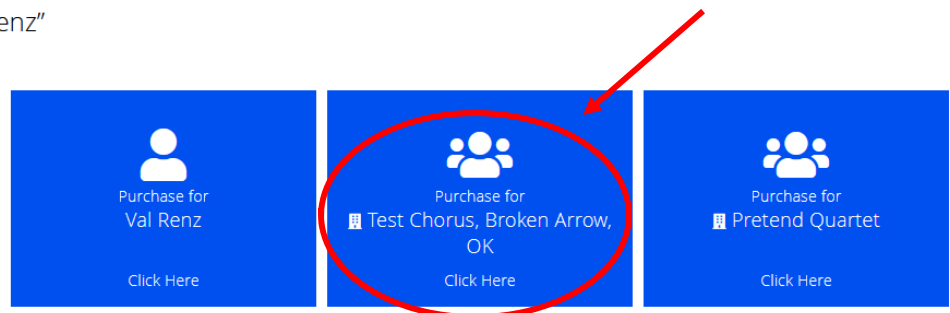 enz”
Purchase for
Val Renz
Click Here
Purchase for
Test Chorus, Broken Arrow,
OK
Click Here
Purchase for
Pretend Quartet
Click Here